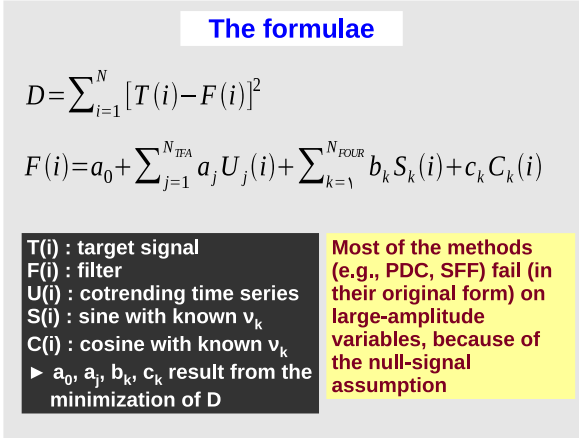 The formulae
D=∑_{i=1}^{N} [T(i)−F(i)]^2
F(i)=a_0+∑_{j=1}^{N_{TFA}} a_j U_j(i)+∑_{k=١}^{N_{FOUR}} b_k S_k(i)+c_k C_k(i)
T(i) : target signal
F(i) : filter
U(i) : cotrending time series
S(i) : sine with known ν_k
C(i) : cosine with known ν_k
► a_0, a_j, b_k, c_k result from the
minimization of D
Most of the methods
(e.g., PDC, SFF) fail (in
their original form) on
large-amplitude
variables, because of
the null-signal
assumption